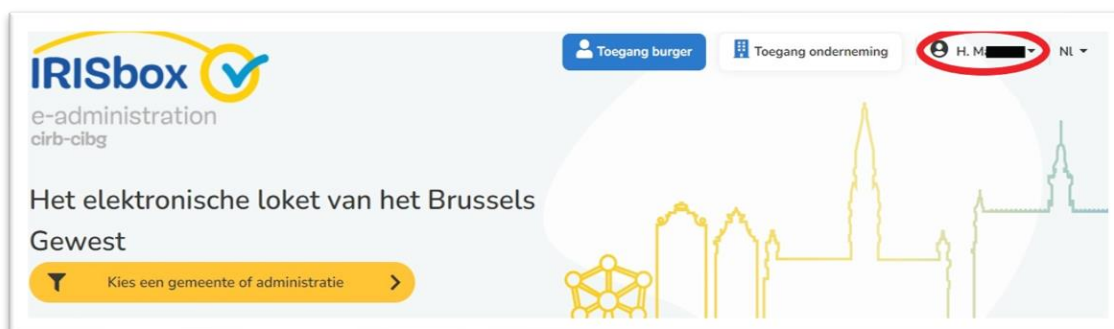 IRISbox
e-administration
cirb-cibg
Toegang burger
Toegang onderneming
H. M
Nl
Het elektronische loket van het Brussels
Gewest
Kies een gemeente of administratie